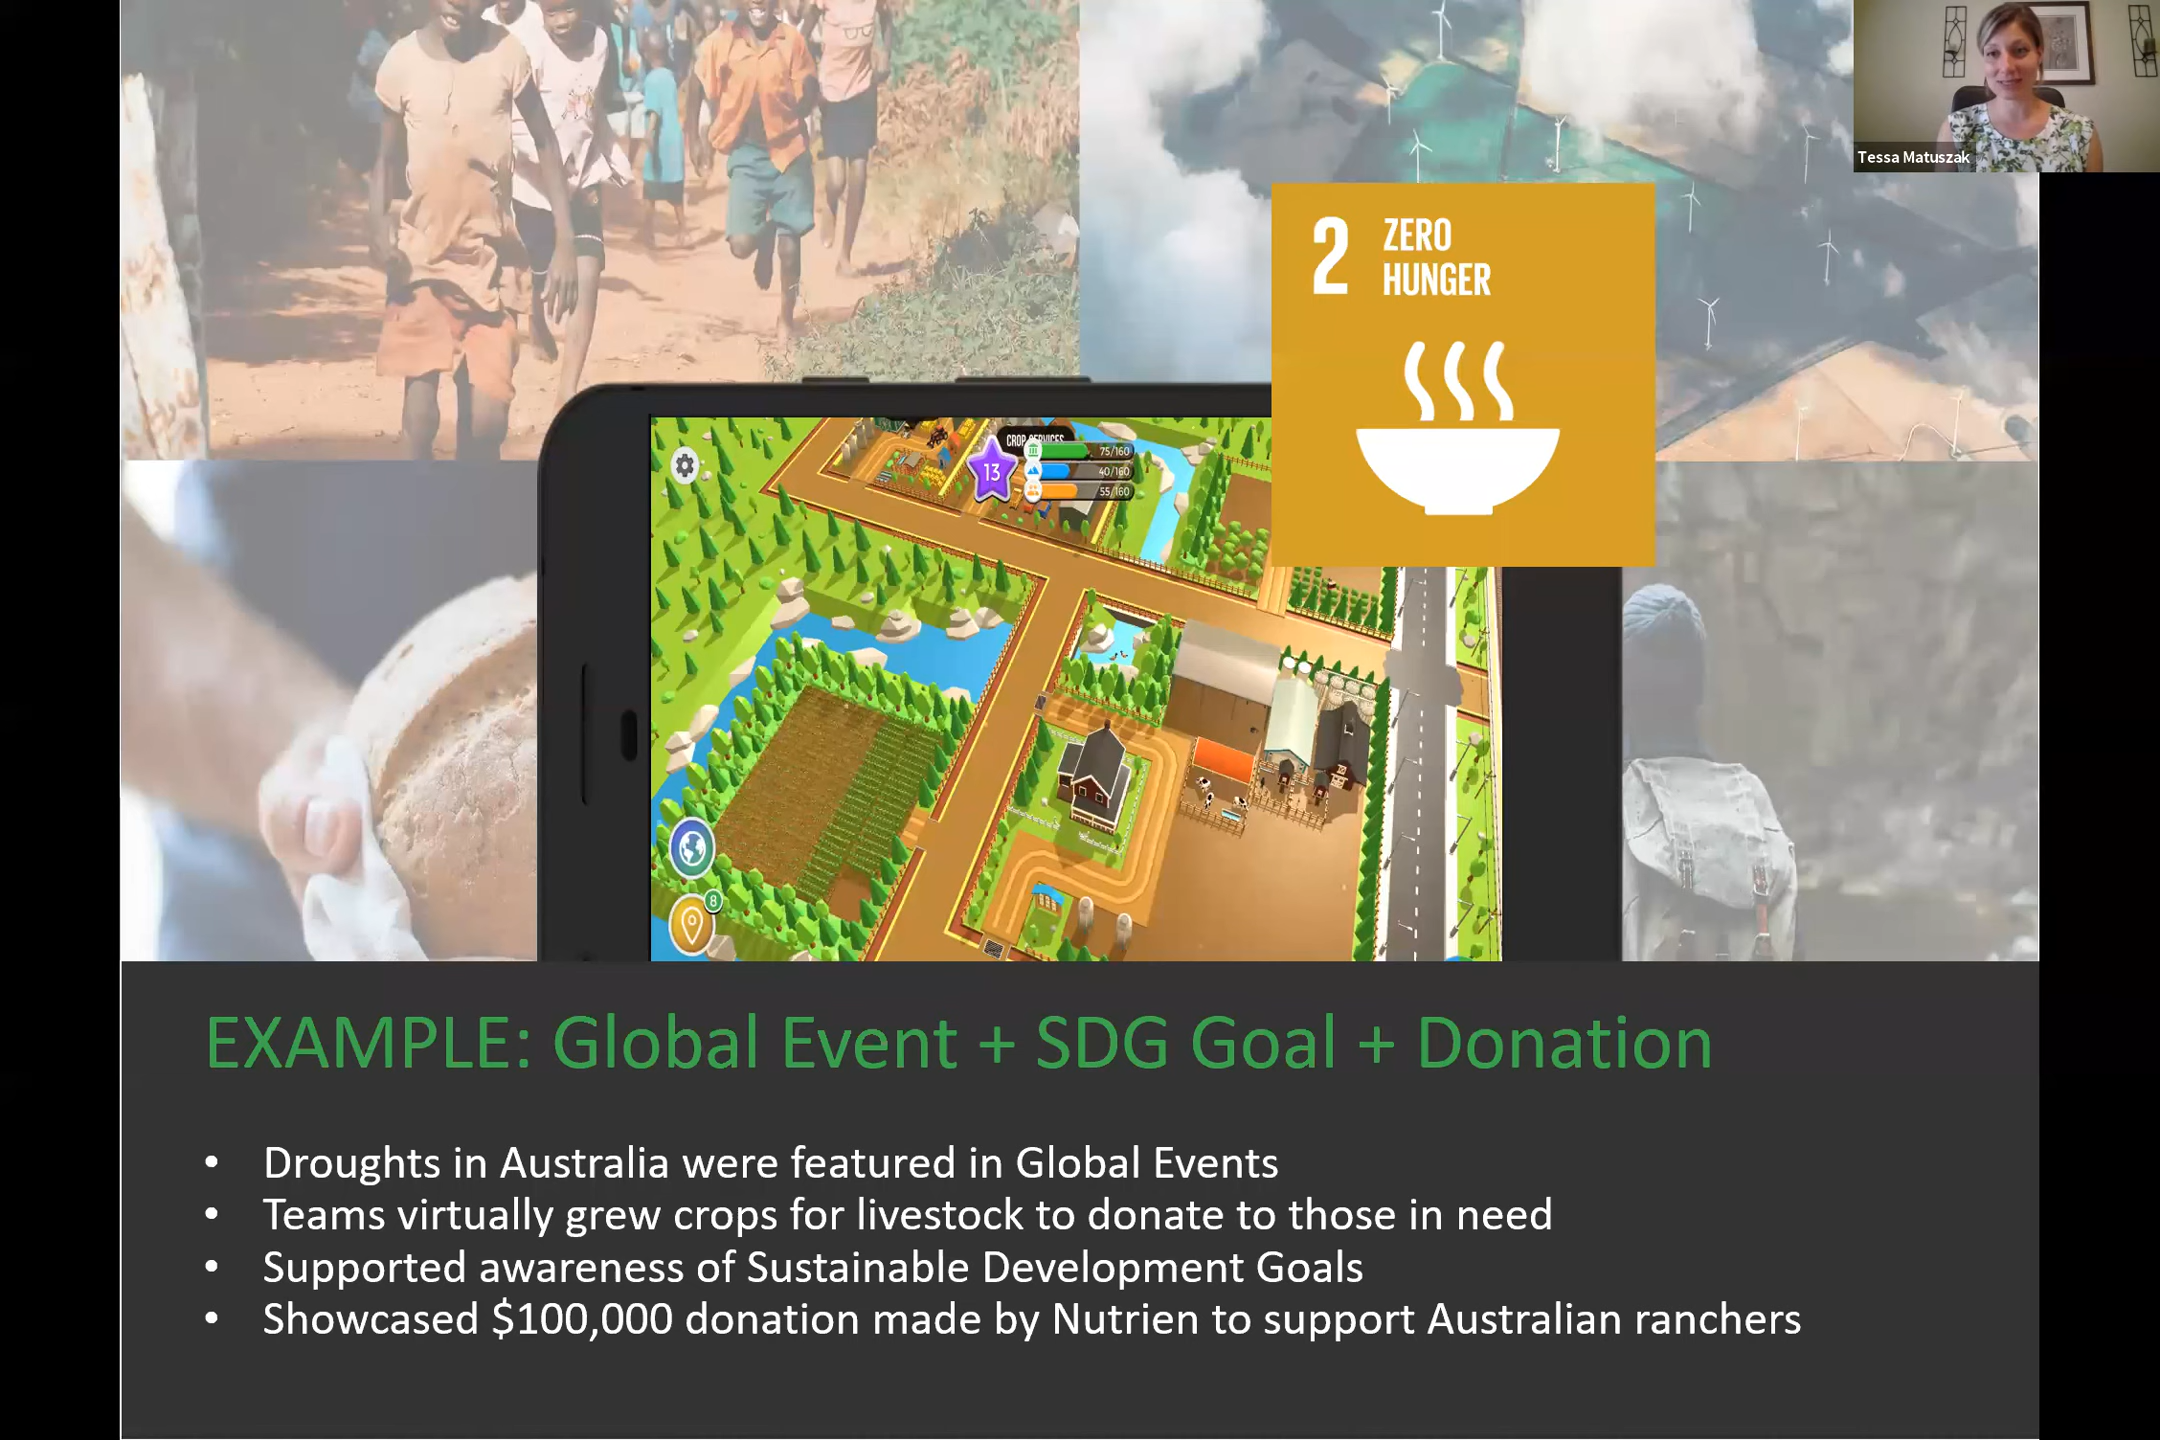 Tessa Matuszak
2 ZERO
HUNGER
CROP SERVICES
13
75/160
40/160
55/160
8
EXAMPLE: Global Event + SDG Goal + Donation
• Droughts in Australia were featured in Global Events
• Teams virtually grew crops for livestock to donate to those in need
• Supported awareness of Sustainable Development Goals
• Showcased $100,000 donation made by Nutrien to support Australian ranchers